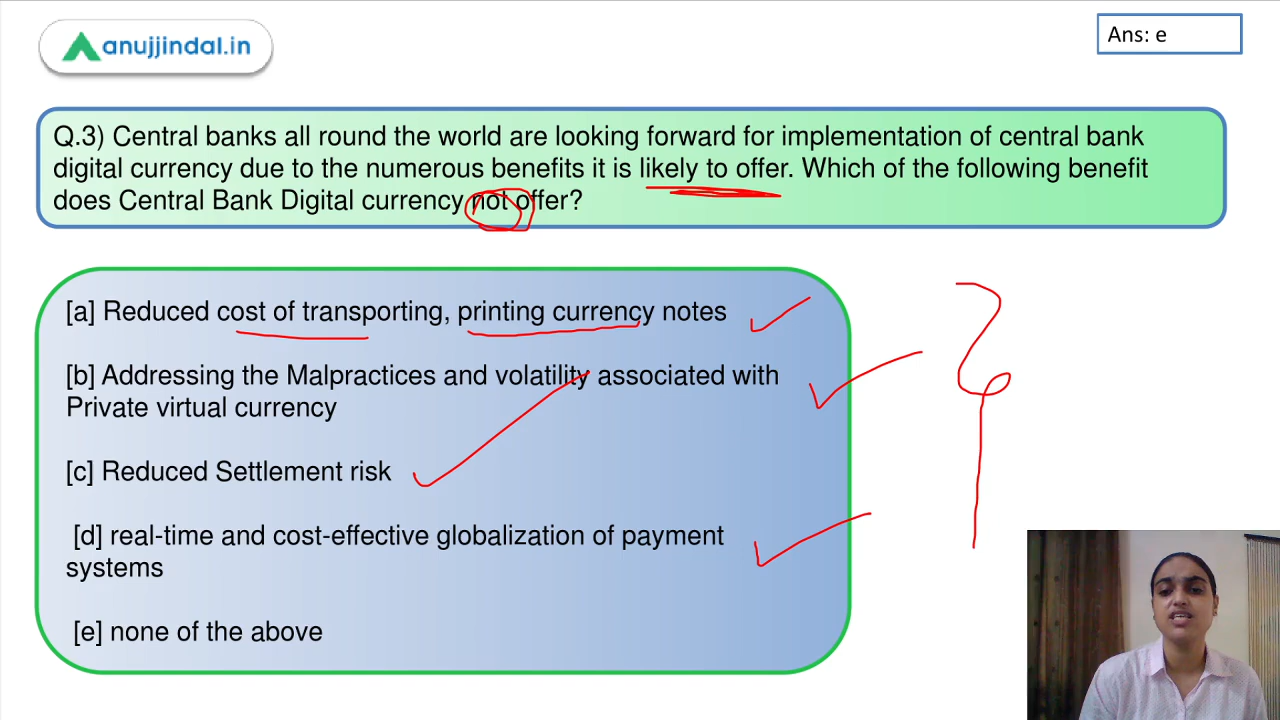 anujjindal.in
Ans: e
Q.3) Central banks all round the world are looking forward for implementation of central bank
digital currency due to the numerous benefits it is likely to offer. Which of the following benefit
does Central Bank Digital currency not offer?
[a] Reduced cost of transporting, printing currency notes
[b] Addressing the Malpractices and volatility associated with
Private virtual currency
[c] Reduced Settlement risk
[d] real-time and cost-effective globalization of payment
systems
[e] none of the above